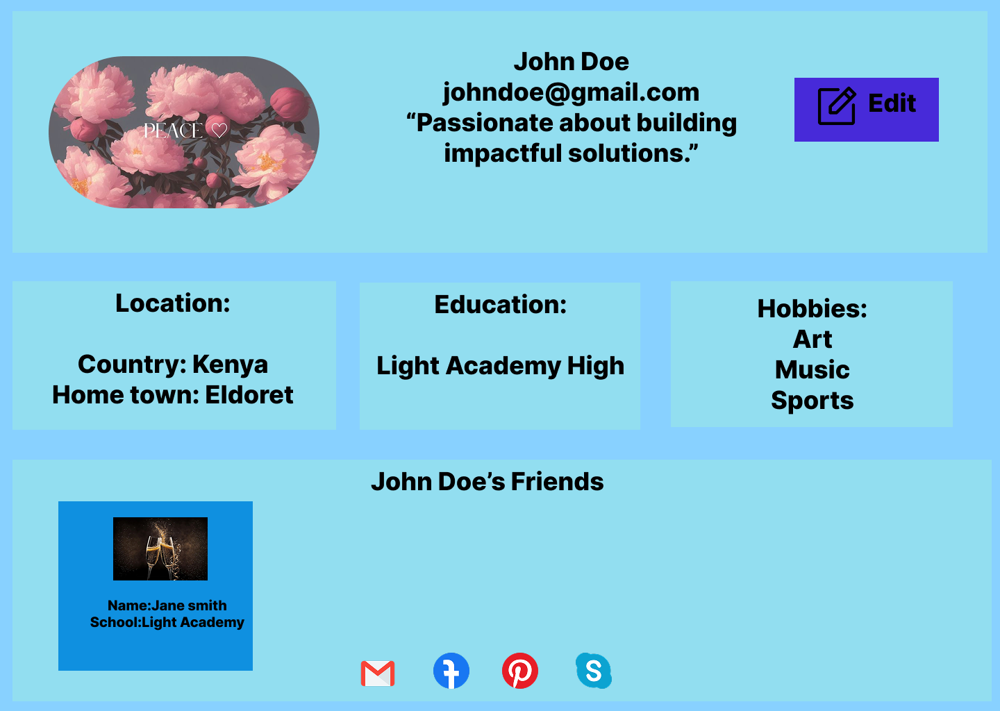 PEACE ♡
John Doe
johndoe@gmail.com
“Passionate about building
impactful solutions.”
Edit
Location:
Country: Kenya
Home town: Eldoret
Education:
Light Academy High
Hobbies:
Art
Music
Sports
John Doe’s Friends
Name:Jane smith
School:Light Academy